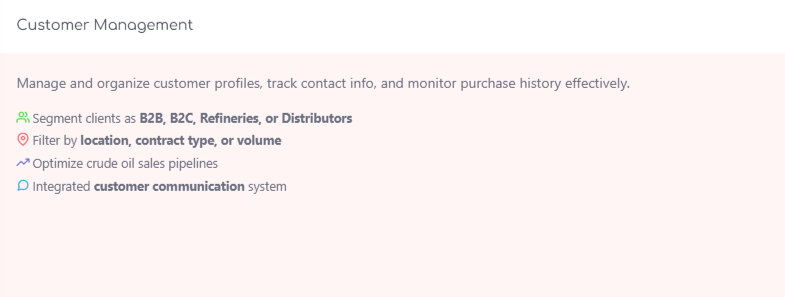 Customer Management
Manage and organize customer profiles, track contact info, and monitor purchase history effectively.
Segment clients as B2B, B2C, Refineries, or Distributors
Filter by location, contract type, or volume
Optimize crude oil sales pipelines
Integrated customer communication system